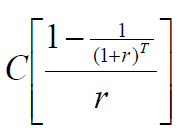 C[(1 - 1/(1+r)^T)/r]